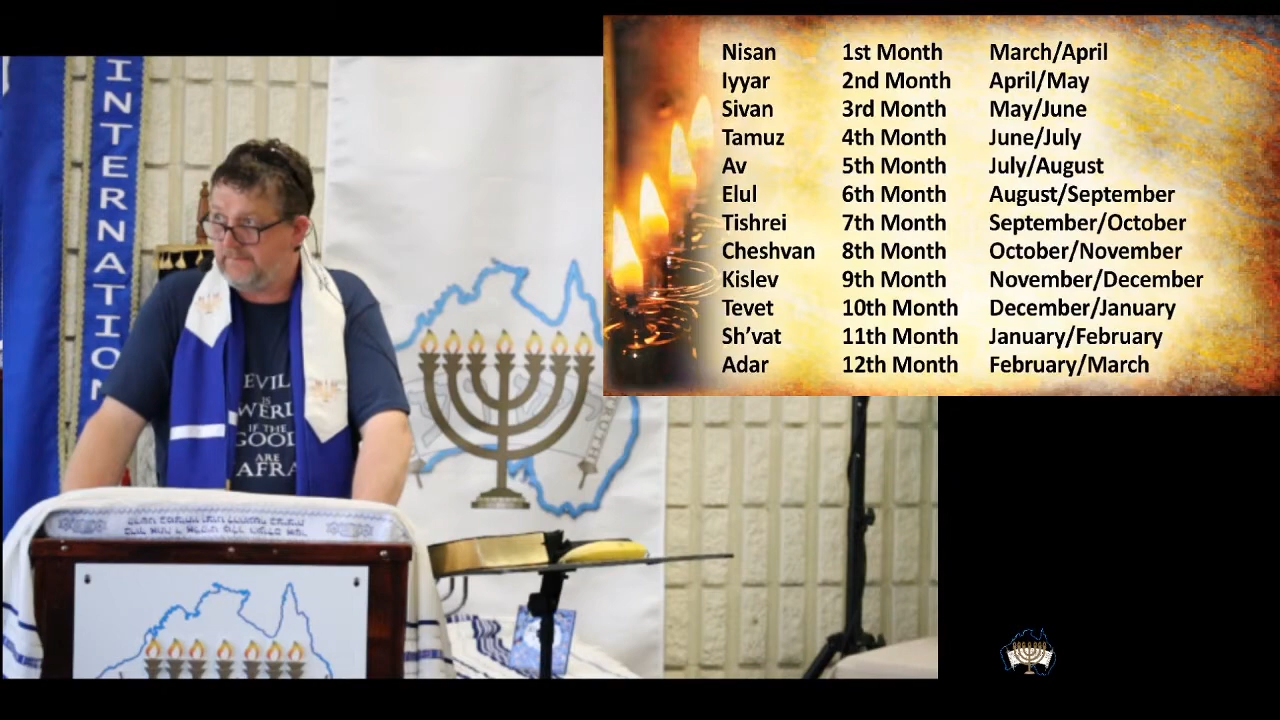 INTERNATION
EVIL
IS
IF THE
GOOD
ARE
TRUTH
Nisan 1st Month March/April
Iyyar 2nd Month April/May
Sivan 3rd Month May/June
Tamuz 4th Month June/July
Av 5th Month July/August
Elul 6th Month August/September
Tishrei 7th Month September/October
Cheshvan 8th Month October/November
Kislev 9th Month November/December
Tevet 10th Month December/January
Sh'vat 11th Month January/February
Adar 12th Month February/March